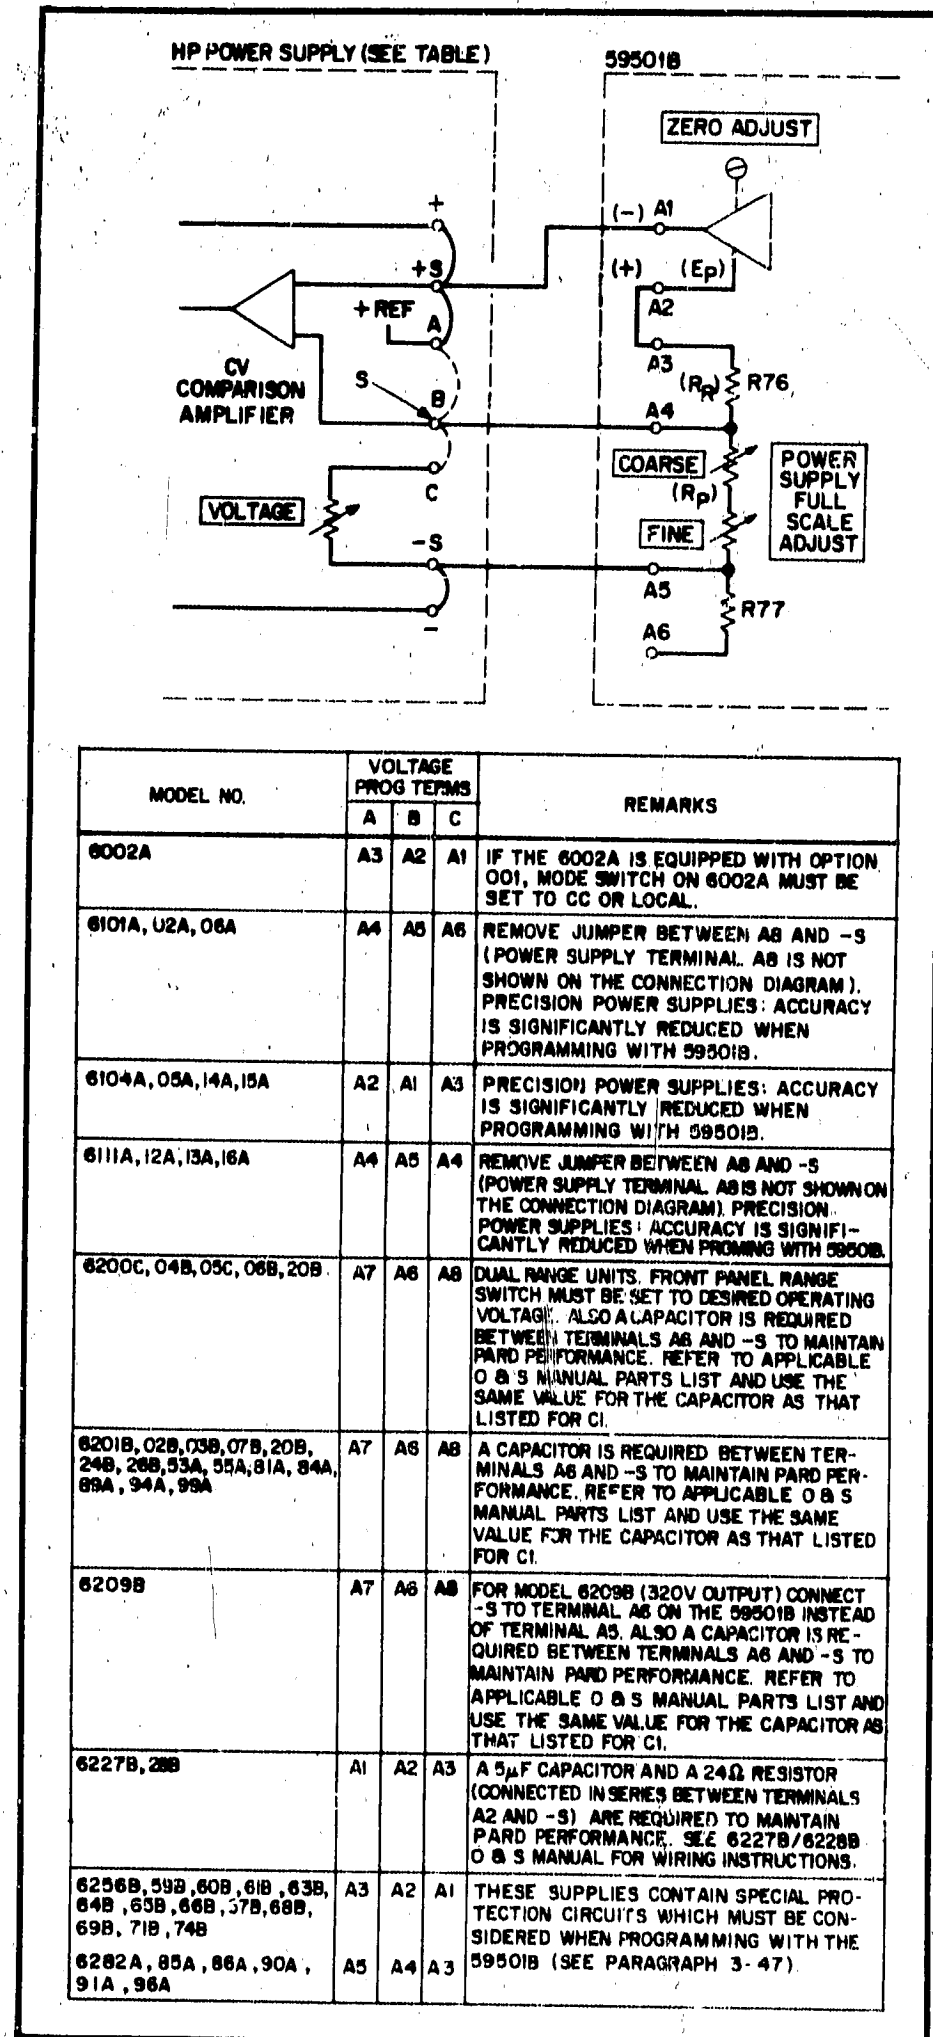 HP POWER SUPPLY (SEE TABLE)
59501B
ZERO ADJUST
+
(-) A1
+S
(+)
(Ep)
A2
+ REF
A
A3
CV
COMPARISON
AMPLIFIER
S
B
(RR)
R76
A4
COARSE
(Rp)
C
VOLTAGE
FINE
POWER
SUPPLY
FULL
SCALE
ADJUST
-S
A5
R77
-
A6
MODEL NO.
VOLTAGE
PROG TERMS
REMARKS
A B C
6002A A3 A2 A1 IF THE 6002A IS EQUIPPED WITH OPTION
001, MODE SWITCH ON 6002A MUST BE
SET TO CC OR LOCAL.
6101A, 02A, 06A A4 A5 A6 REMOVE JUMPER BETWEEN A8 AND -S
(POWER SUPPLY TERMINAL A8 IS NOT
SHOWN ON THE CONNECTION DIAGRAM).
PRECISION POWER SUPPLIES: ACCURACY
IS SIGNIFICANTLY REDUCED WHEN
PROGRAMMING WITH 59501B.
6104A, 05A, 14A, 15A A2 A1 A3 PRECISION POWER SUPPLIES: ACCURACY
IS SIGNIFICANTLY REDUCED WHEN
PROGRAMMING WITH 59501B.
6111A, 12A, 13A, 16A A4 A5 A4 REMOVE JUMPER BETWEEN A8 AND -S
(POWER SUPPLY TERMINAL A8 IS NOT SHOWN ON
THE CONNECTION DIAGRAM). PRECISION
POWER SUPPLIES: ACCURACY IS SIGNIFI-
CANTLY REDUCED WHEN PROMING WITH 59501B.
6200C, 04B, 05C, 06B, 20B A7 A6 A8 DUAL RANGE UNITS. FRONT PANEL RANGE
SWITCH MUST BE SET TO DESIRED OPERATING
VOLTAGE. ALSO A CAPACITOR IS REQUIRED
BETWEEN TERMINALS A6 AND -S TO MAINTAIN
PARD PERFORMANCE. REFER TO APPLICABLE
O & S MANUAL PARTS LIST AND USE THE
SAME VALUE FOR THE CAPACITOR AS THAT
LISTED FOR C1.
6201B, 02B, 03B, 07B, 20B, A7 A6 A8 A CAPACITOR IS REQUIRED BETWEEN TER-
24B, 26B, 53A, 55A, 81A, 84A, MINALS A6 AND -S TO MAINTAIN PARD PER-
89A, 94A, 99A FORMANCE. REFER TO APPLICABLE O & S
MANUAL PARTS LIST AND USE THE SAME
VALUE FOR THE CAPACITOR AS THAT LISTED
FOR C1.
6209B A7 A6 A8 FOR MODEL 6209B (320V OUTPUT) CONNECT
-S TO TERMINAL A6 ON THE 59501B INSTEAD
OF TERMINAL A5. ALSO A CAPACITOR IS RE-
QUIRED BETWEEN TERMINALS A6 AND -S TO
MAINTAIN PARD PERFORMANCE. REFER TO
APPLICABLE O & S MANUAL PARTS LIST AND
USE THE SAME VALUE FOR THE CAPACITOR AS
THAT LISTED FOR C1.
6227B, 28B A1 A2 A3 A 5µF CAPACITOR AND A 24Ω RESISTOR
(CONNECTED IN SERIES BETWEEN TERMINALS
A2 AND -S) ARE REQUIRED TO MAINTAIN
PARD PERFORMANCE. SEE 6227B/6228B
O & S MANUAL FOR WIRING INSTRUCTIONS.
6256B, 59B, 60B, 61B, 63B, A3 A2 A1 THESE SUPPLIES CONTAIN SPECIAL PRO-
64B, 65B, 66B, 67B, 68B, TECTION CIRCUITS WHICH MUST BE CON-
69B, 71B, 74B SIDERED WHEN PROGRAMMING WITH THE
6282A, 85A, 86A, 90A, A5 A4 A3 59501B (SEE PARAGRAPH 3-47)
91A, 96A